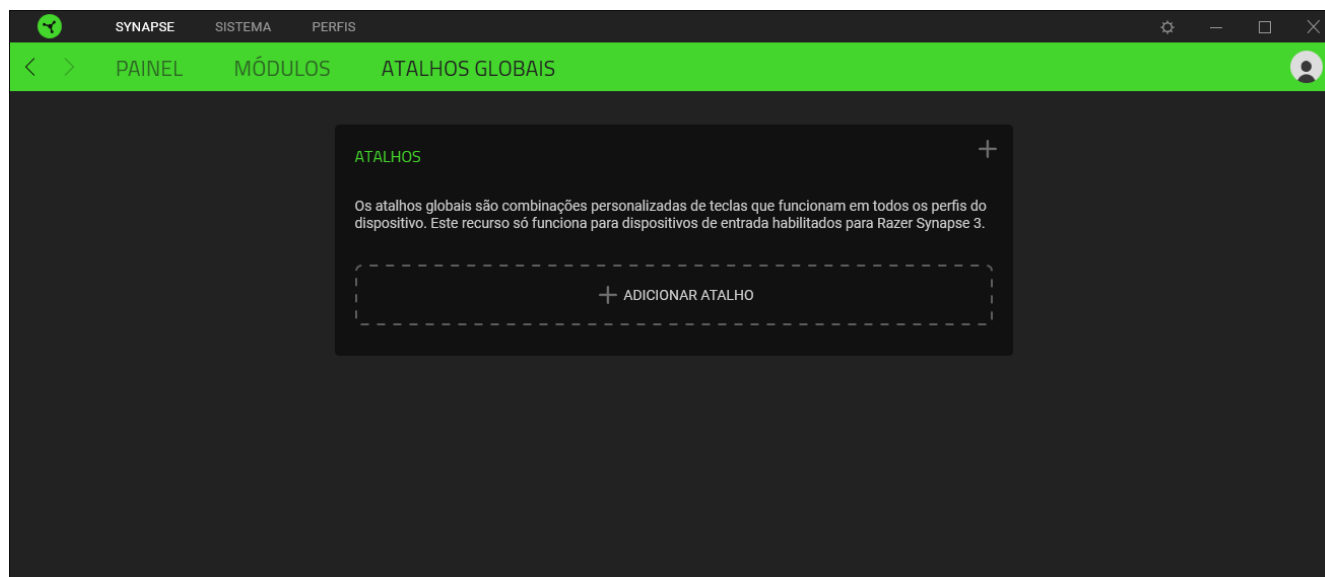 SYNAPSE SISTEMA PERFIS
PAINEL MÓDULOS ATALHOS GLOBAIS
ATALHOS
Os atalhos globais são combinações personalizadas de teclas que funcionam em todos os perfis do
dispositivo. Este recurso só funciona para dispositivos de entrada habilitados para Razer Synapse 3.
ADICIONAR ATALHO